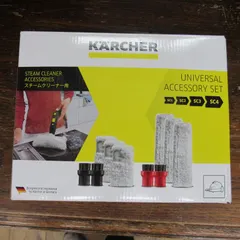 KÄRCHER
STEAM CLEANER
ACCESSORIES
スチームクリーナー用
UNIVERSAL
ACCESSORY SET
SC2
SC3
SC4